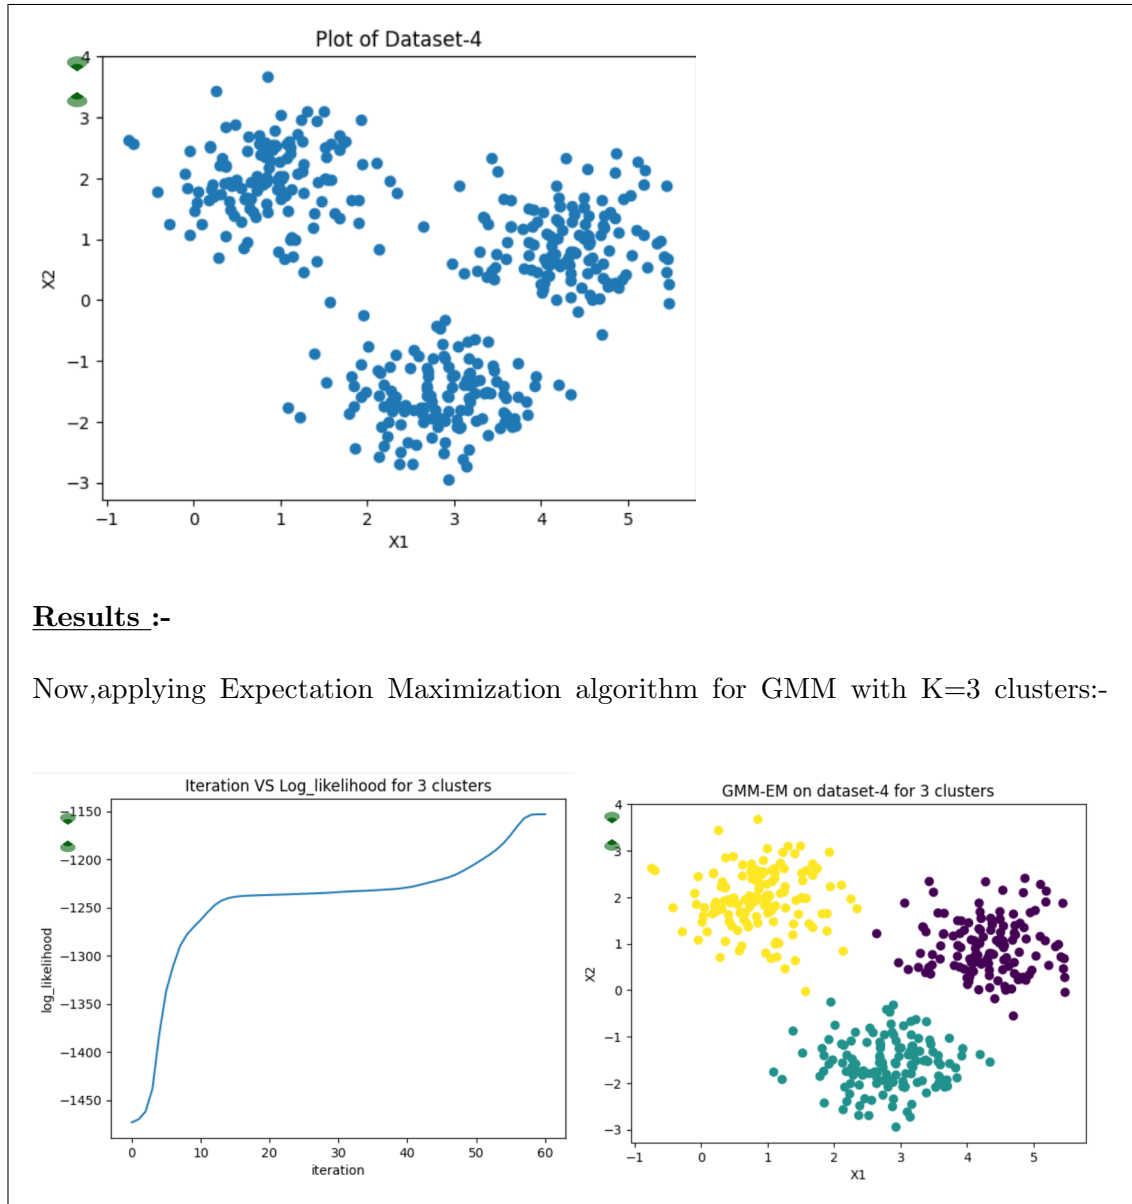 Plot of Dataset-4
4
3
2
1
0
−1
−2
−3
X2
−1 0 1 2 3 4 5
X1
Results :-
Now,applying Expectation Maximization algorithm for GMM with K=3 clusters:-
Iteration VS Log_likelihood for 3 clusters
−1150
−1200
−1250
−1300
−1350
−1400
−1450
log_likelihood
0 10 20 30 40 50 60
iteration
GMM-EM on dataset-4 for 3 clusters
4
3
2
1
0
−1
−2
−3
X2
−1 0 1 2 3 4 5
X1